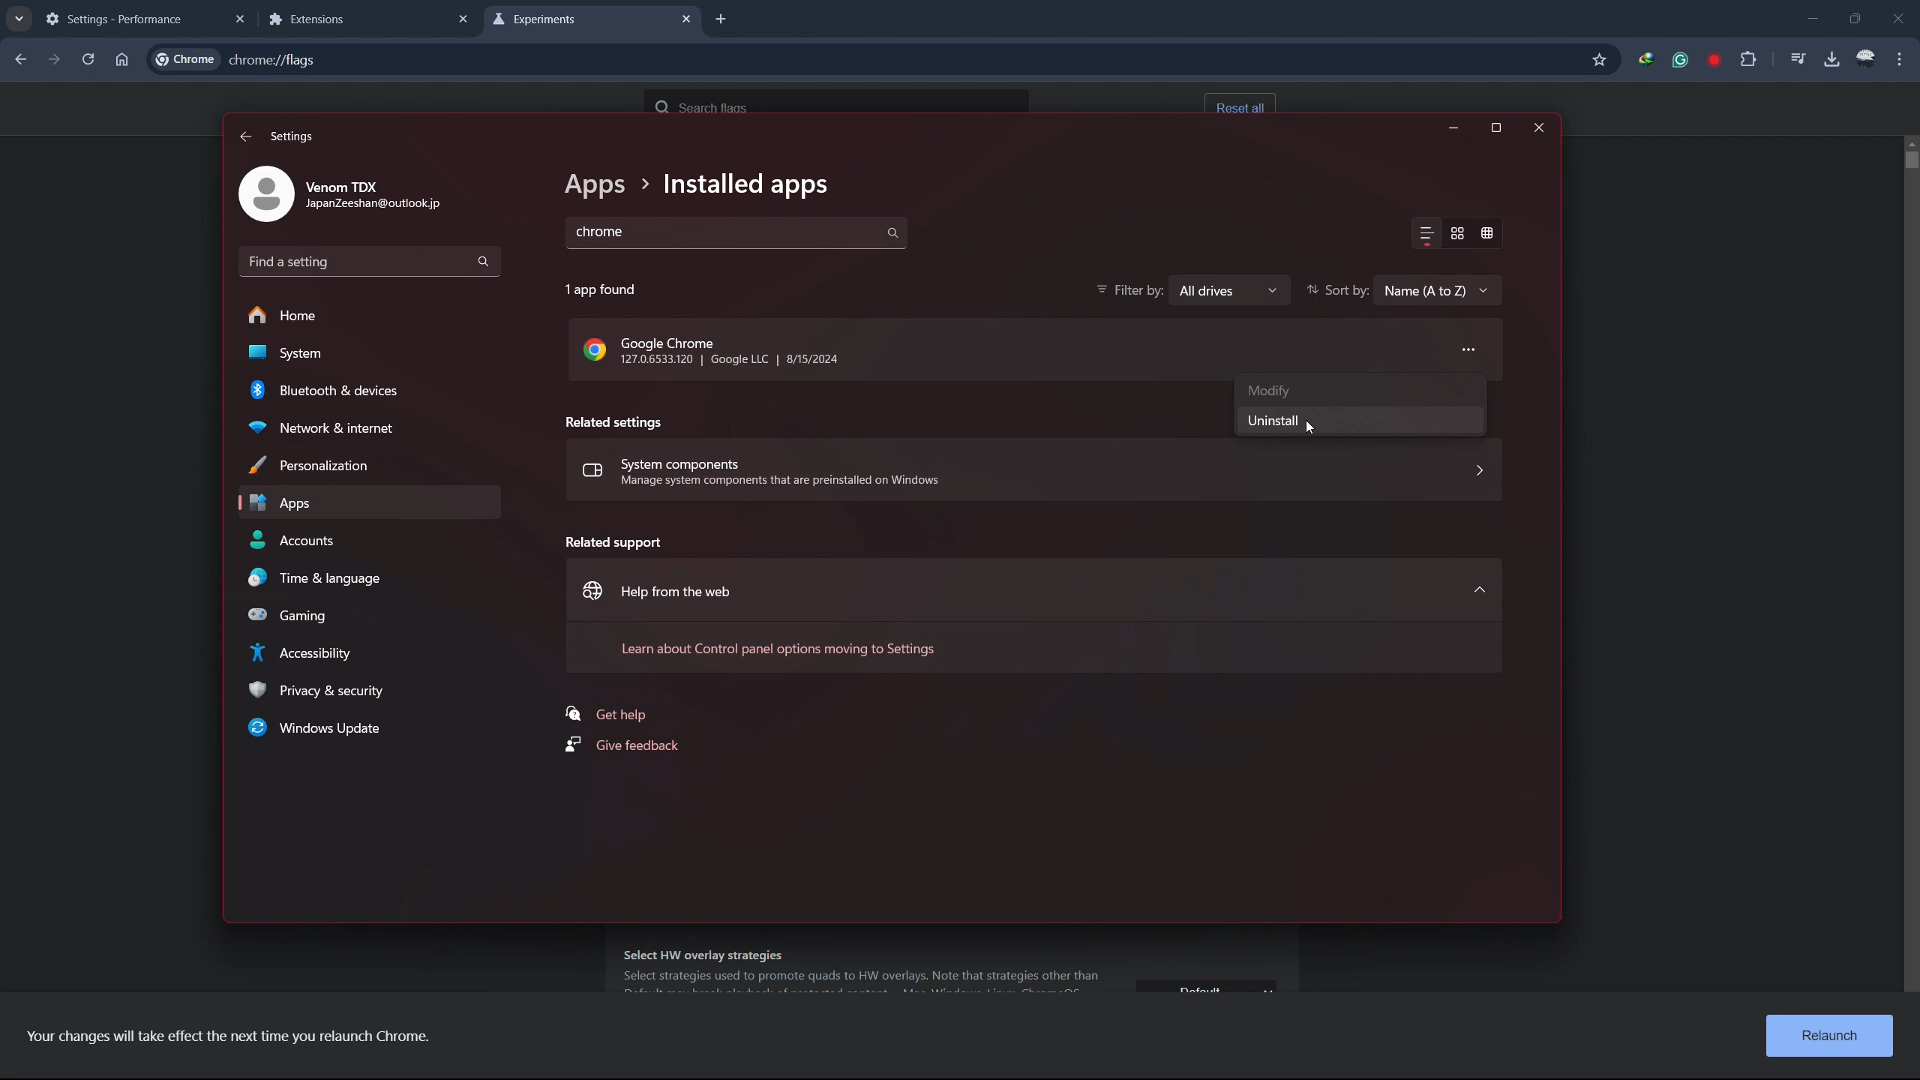 Settings - Performance
Extensions
Experiments
Chrome
chrome://flags
Search flags
Reset all
Settings
Venom TDX
JapanZeeshan@outlook.jp
Find a setting
Home
System
Bluetooth & devices
Network & internet
Personalization
Apps
Accounts
Time & language
Gaming
Accessibility
Privacy & security
Windows Update
Apps > Installed apps
chrome
1 app found
Filter by: All drives
Sort by: Name (A to Z)
Google Chrome
127.0.6533.120 | Google LLC | 8/15/2024
Modify
Uninstall
Related settings
System components
Manage system components that are preinstalled on Windows
Related support
Help from the web
Learn about Control panel options moving to Settings
Get help
Give feedback
Select HW overlay strategies
Select strategies used to promote quads to HW overlays. Note that strategies other than
Default
Your changes will take effect the next time you relaunch Chrome.
Relaunch